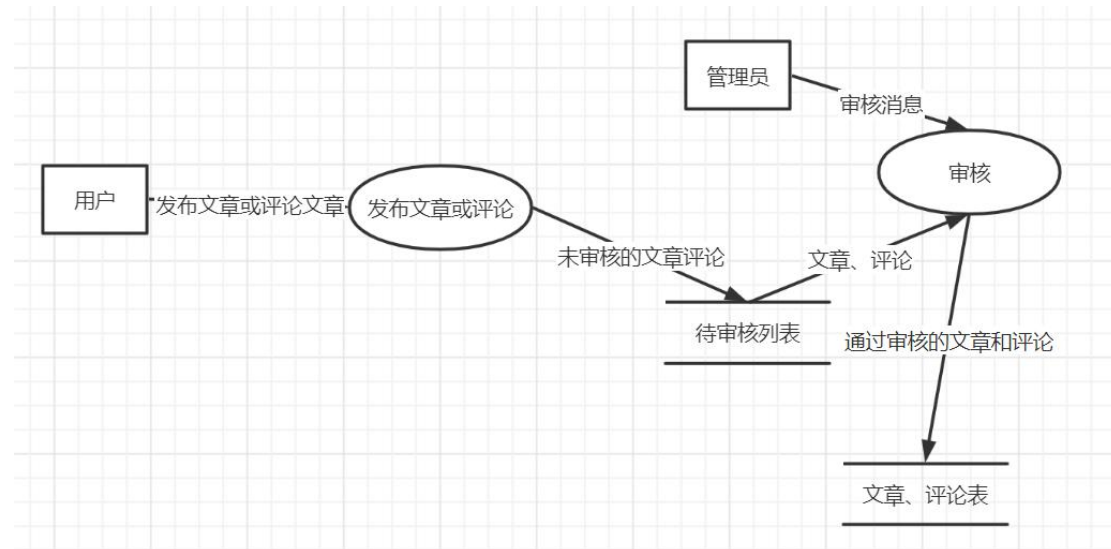 管理员
审核消息
审核
用户
发布文章或评论文章
发布文章或评论
未审核的文章评论
文章、评论
待审核列表
通过审核的文章和评论
文章、评论表